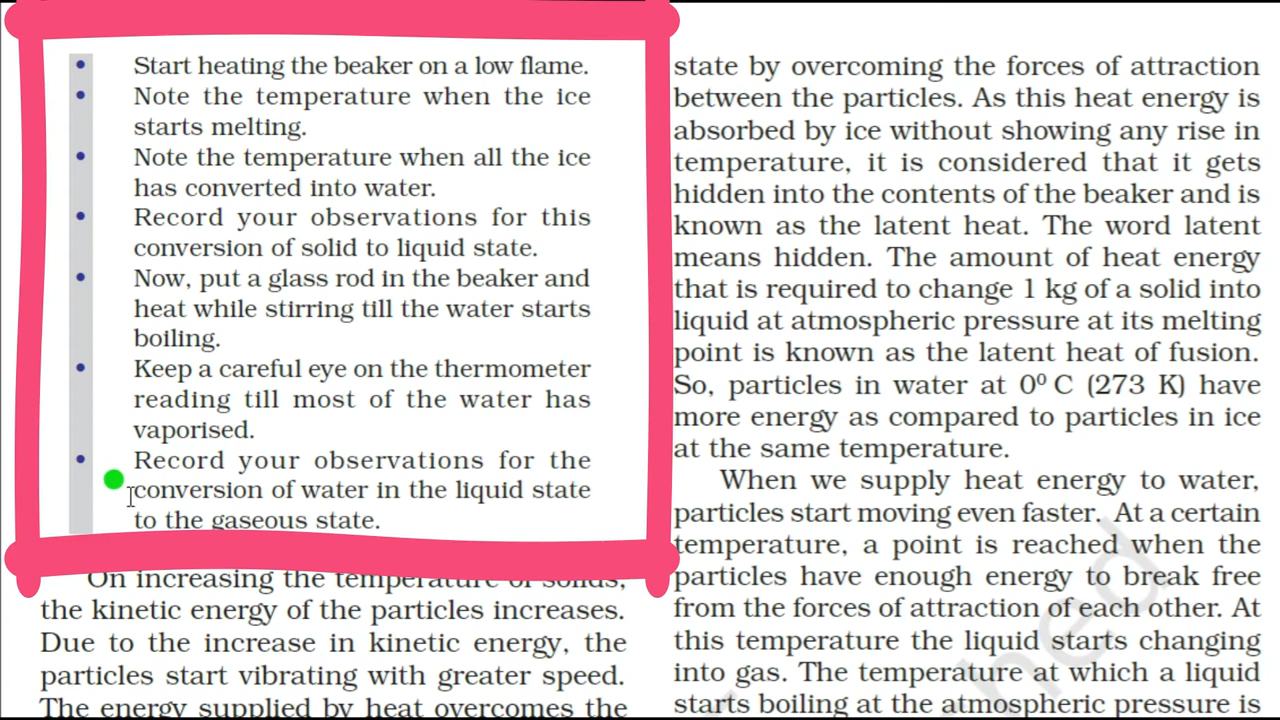 Start heating the beaker on a low flame.
Note the temperature when the ice
starts melting.
Note the temperature when all the ice
has converted into water.
Record your observations for this
conversion of solid to liquid state.
Now, put a glass rod in the beaker and
heat while stirring till the water starts
boiling.
Keep a careful eye on the thermometer
reading till most of the water has
vaporised.
Record your observations for the
conversion of water in the liquid state
to the gaseous state.
On increasing the temperature of solids,
the kinetic energy of the particles increases.
Due to the increase in kinetic energy, the
particles start vibrating with greater speed.
The energy supplied by heat overcomes the
state by overcoming the forces of attraction
between the particles. As this heat energy is
absorbed by ice without showing any rise in
temperature, it is considered that it gets
hidden into the contents of the beaker and is
known as the latent heat. The word latent
means hidden. The amount of heat energy
that is required to change 1 kg of a solid into
liquid at atmospheric pressure at its melting
point is known as the latent heat of fusion.
So, particles in water at 0⁰ C (273 K) have
more energy as compared to particles in ice
at the same temperature.
When we supply heat energy to water,
particles start moving even faster. At a certain
temperature, a point is reached when the
particles have enough energy to break free
from the forces of attraction of each other. At
this temperature the liquid starts changing
into gas. The temperature at which a liquid
starts boiling at the atmospheric pressure is